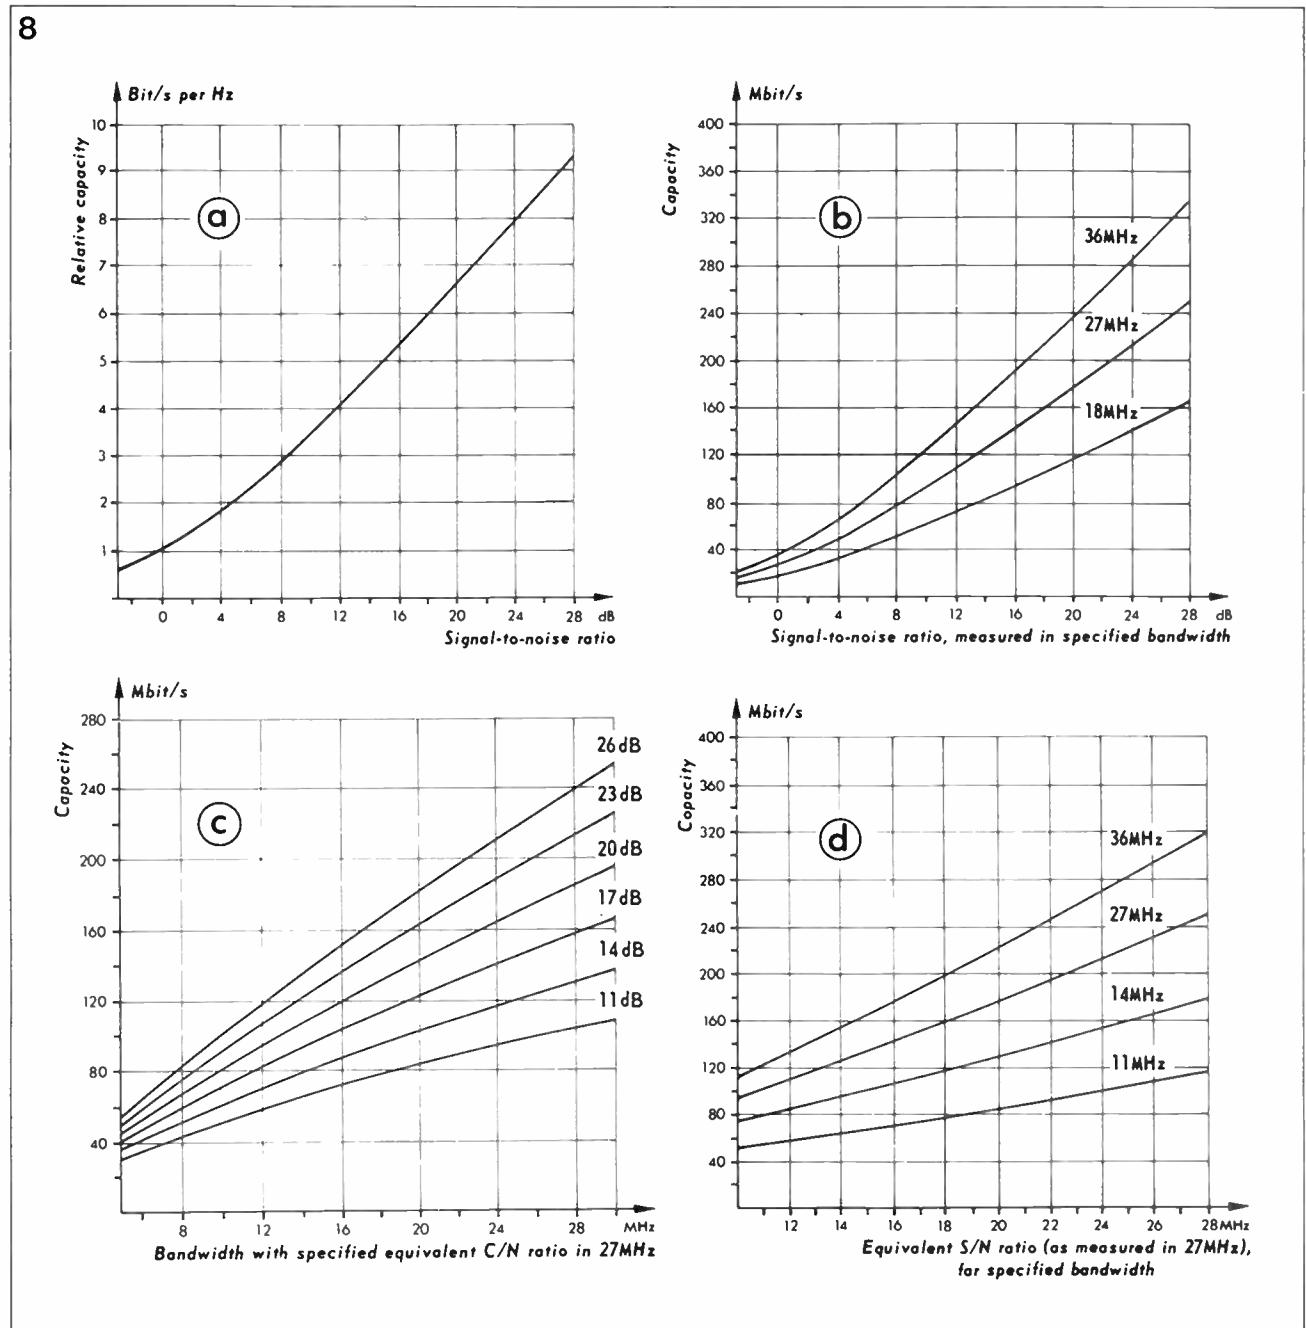 8
Bit/s per Hz
Relative capacity
10
9
8
7
6
5
4
3
2
1
a
0 4 8 12 16 20 24 28 dB
Signal-to-noise ratio
Mbit/s
Capacity
400
360
320
280
240
200
160
120
80
40
b
36MHz
27MHz
18MHz
0 4 8 12 16 20 24 28 dB
Signal-to-noise ratio, measured in specified bandwidth
Mbit/s
Capacity
280
240
200
160
120
80
40
c
26dB
23dB
20dB
17dB
14dB
11dB
8 12 16 20 24 28 MHz
Bandwidth with specified equivalent C/N ratio in 27MHz
Mbit/s
Copacity
400
360
320
280
240
200
160
120
80
40
d
36MHz
27MHz
14MHz
11MHz
12 14 16 18 20 22 24 26 28MHz
Equivalent S/N ratio (as measured in 27MHz),
far specified bandwidth